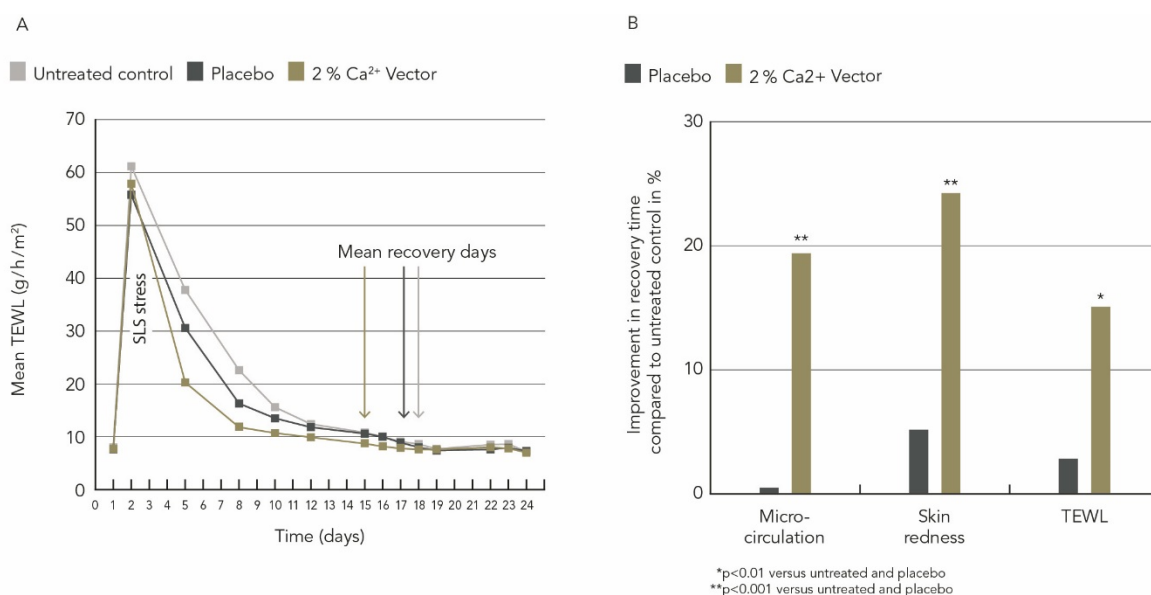 A
Untreated control Placebo 2 % Ca²⁺ Vector
Mean TEWL (g/h/m²)
70
60
50
40
30
20
10
0
SLS stress
Mean recovery days
0 1 2 5 6 7 8 9 10 11 12 13 14 15 16 17 18 19 20 21 22 23 24
Time (days)
B
Placebo 2 % Ca2+ Vector
Improvement in recovery time
compared to untreated control in %
30
20
10
0
**
**
*
Micro-
circulation
Skin
redness
TEWL
*p<0.01 versus untreated and placebo
**p<0.001 versus untreated and placebo